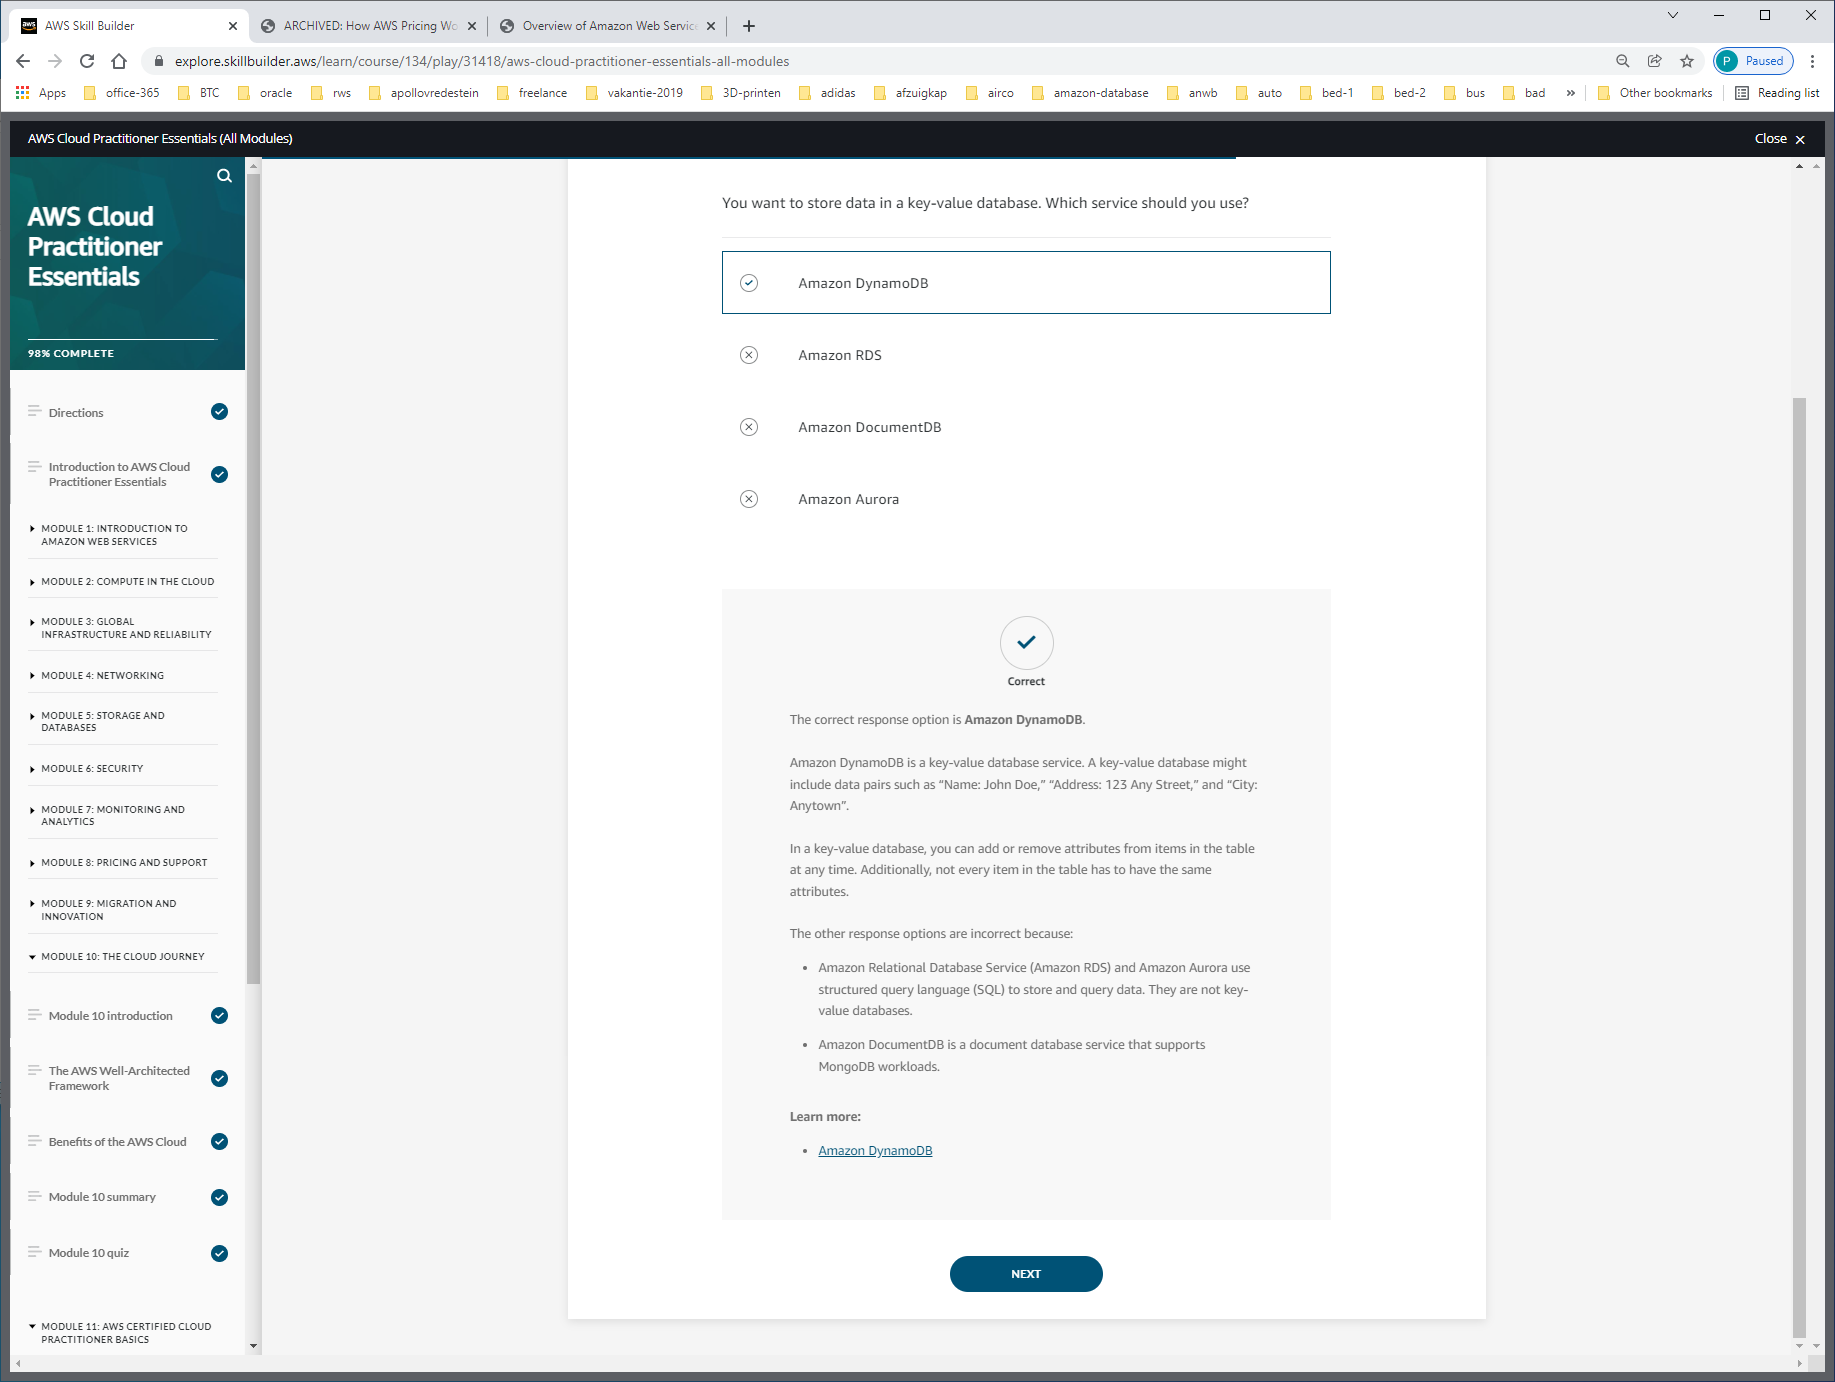 aws AWS Skill Builder
ARCHIVED: How AWS Pricing Wo
Overview of Amazon Web Service
explore.skillbuilder.aws/learn/course/134/play/31418/aws-cloud-practitioner-essentials-all-modules
P Paused
Apps office-365 BTC oracle rws apollovredestein freelance vakantie-2019 3D-printen adidas afzuigkap airco amazon-database anwb auto bed-1 bed-2 bus bad » Other bookmarks Reading list
AWS Cloud Practitioner Essentials (All Modules)
Close
AWS Cloud
Practitioner
Essentials
98% COMPLETE
Directions
Introduction to AWS Cloud
Practitioner Essentials
MODULE 1: INTRODUCTION TO
AMAZON WEB SERVICES
MODULE 2: COMPUTE IN THE CLOUD
MODULE 3: GLOBAL
INFRASTRUCTURE AND RELIABILITY
MODULE 4: NETWORKING
MODULE 5: STORAGE AND
DATABASES
MODULE 6: SECURITY
MODULE 7: MONITORING AND
ANALYTICS
MODULE 8: PRICING AND SUPPORT
MODULE 9: MIGRATION AND
INNOVATION
MODULE 10: THE CLOUD JOURNEY
Module 10 introduction
The AWS Well-Architected
Framework
Benefits of the AWS Cloud
Module 10 summary
Module 10 quiz
MODULE 11: AWS CERTIFIED CLOUD
PRACTITIONER BASICS
You want to store data in a key-value database. Which service should you use?
Amazon DynamoDB
Amazon RDS
Amazon DocumentDB
Amazon Aurora
Correct
The correct response option is Amazon DynamoDB.
Amazon DynamoDB is a key-value database service. A key-value database might
include data pairs such as “Name: John Doe,” “Address: 123 Any Street,” and “City:
Anytown”.
In a key-value database, you can add or remove attributes from items in the table
at any time. Additionally, not every item in the table has to have the same
attributes.
The other response options are incorrect because:
• Amazon Relational Database Service (Amazon RDS) and Amazon Aurora use
structured query language (SQL) to store and query data. They are not key-
value databases.
• Amazon DocumentDB is a document database service that supports
MongoDB workloads.
Learn more:
• Amazon DynamoDB
NEXT